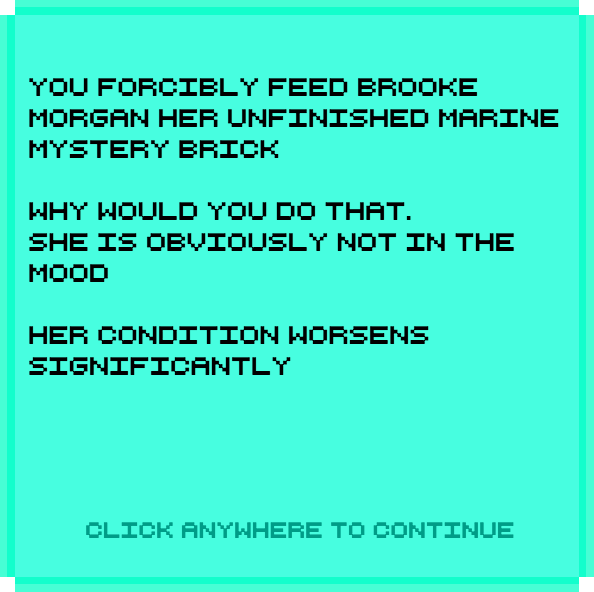 YOU FORCIBLY FEED BROOKE
MORGAN HER UNFINISHED MARINE
MYSTERY BRICK
WHY WOULD YOU DO THAT.
SHE IS OBVIOUSLY NOT IN THE
MOOD
HER CONDITION WORSENS
SIGNIFICANTLY
CLICK ANYWHERE TO CONTINUE